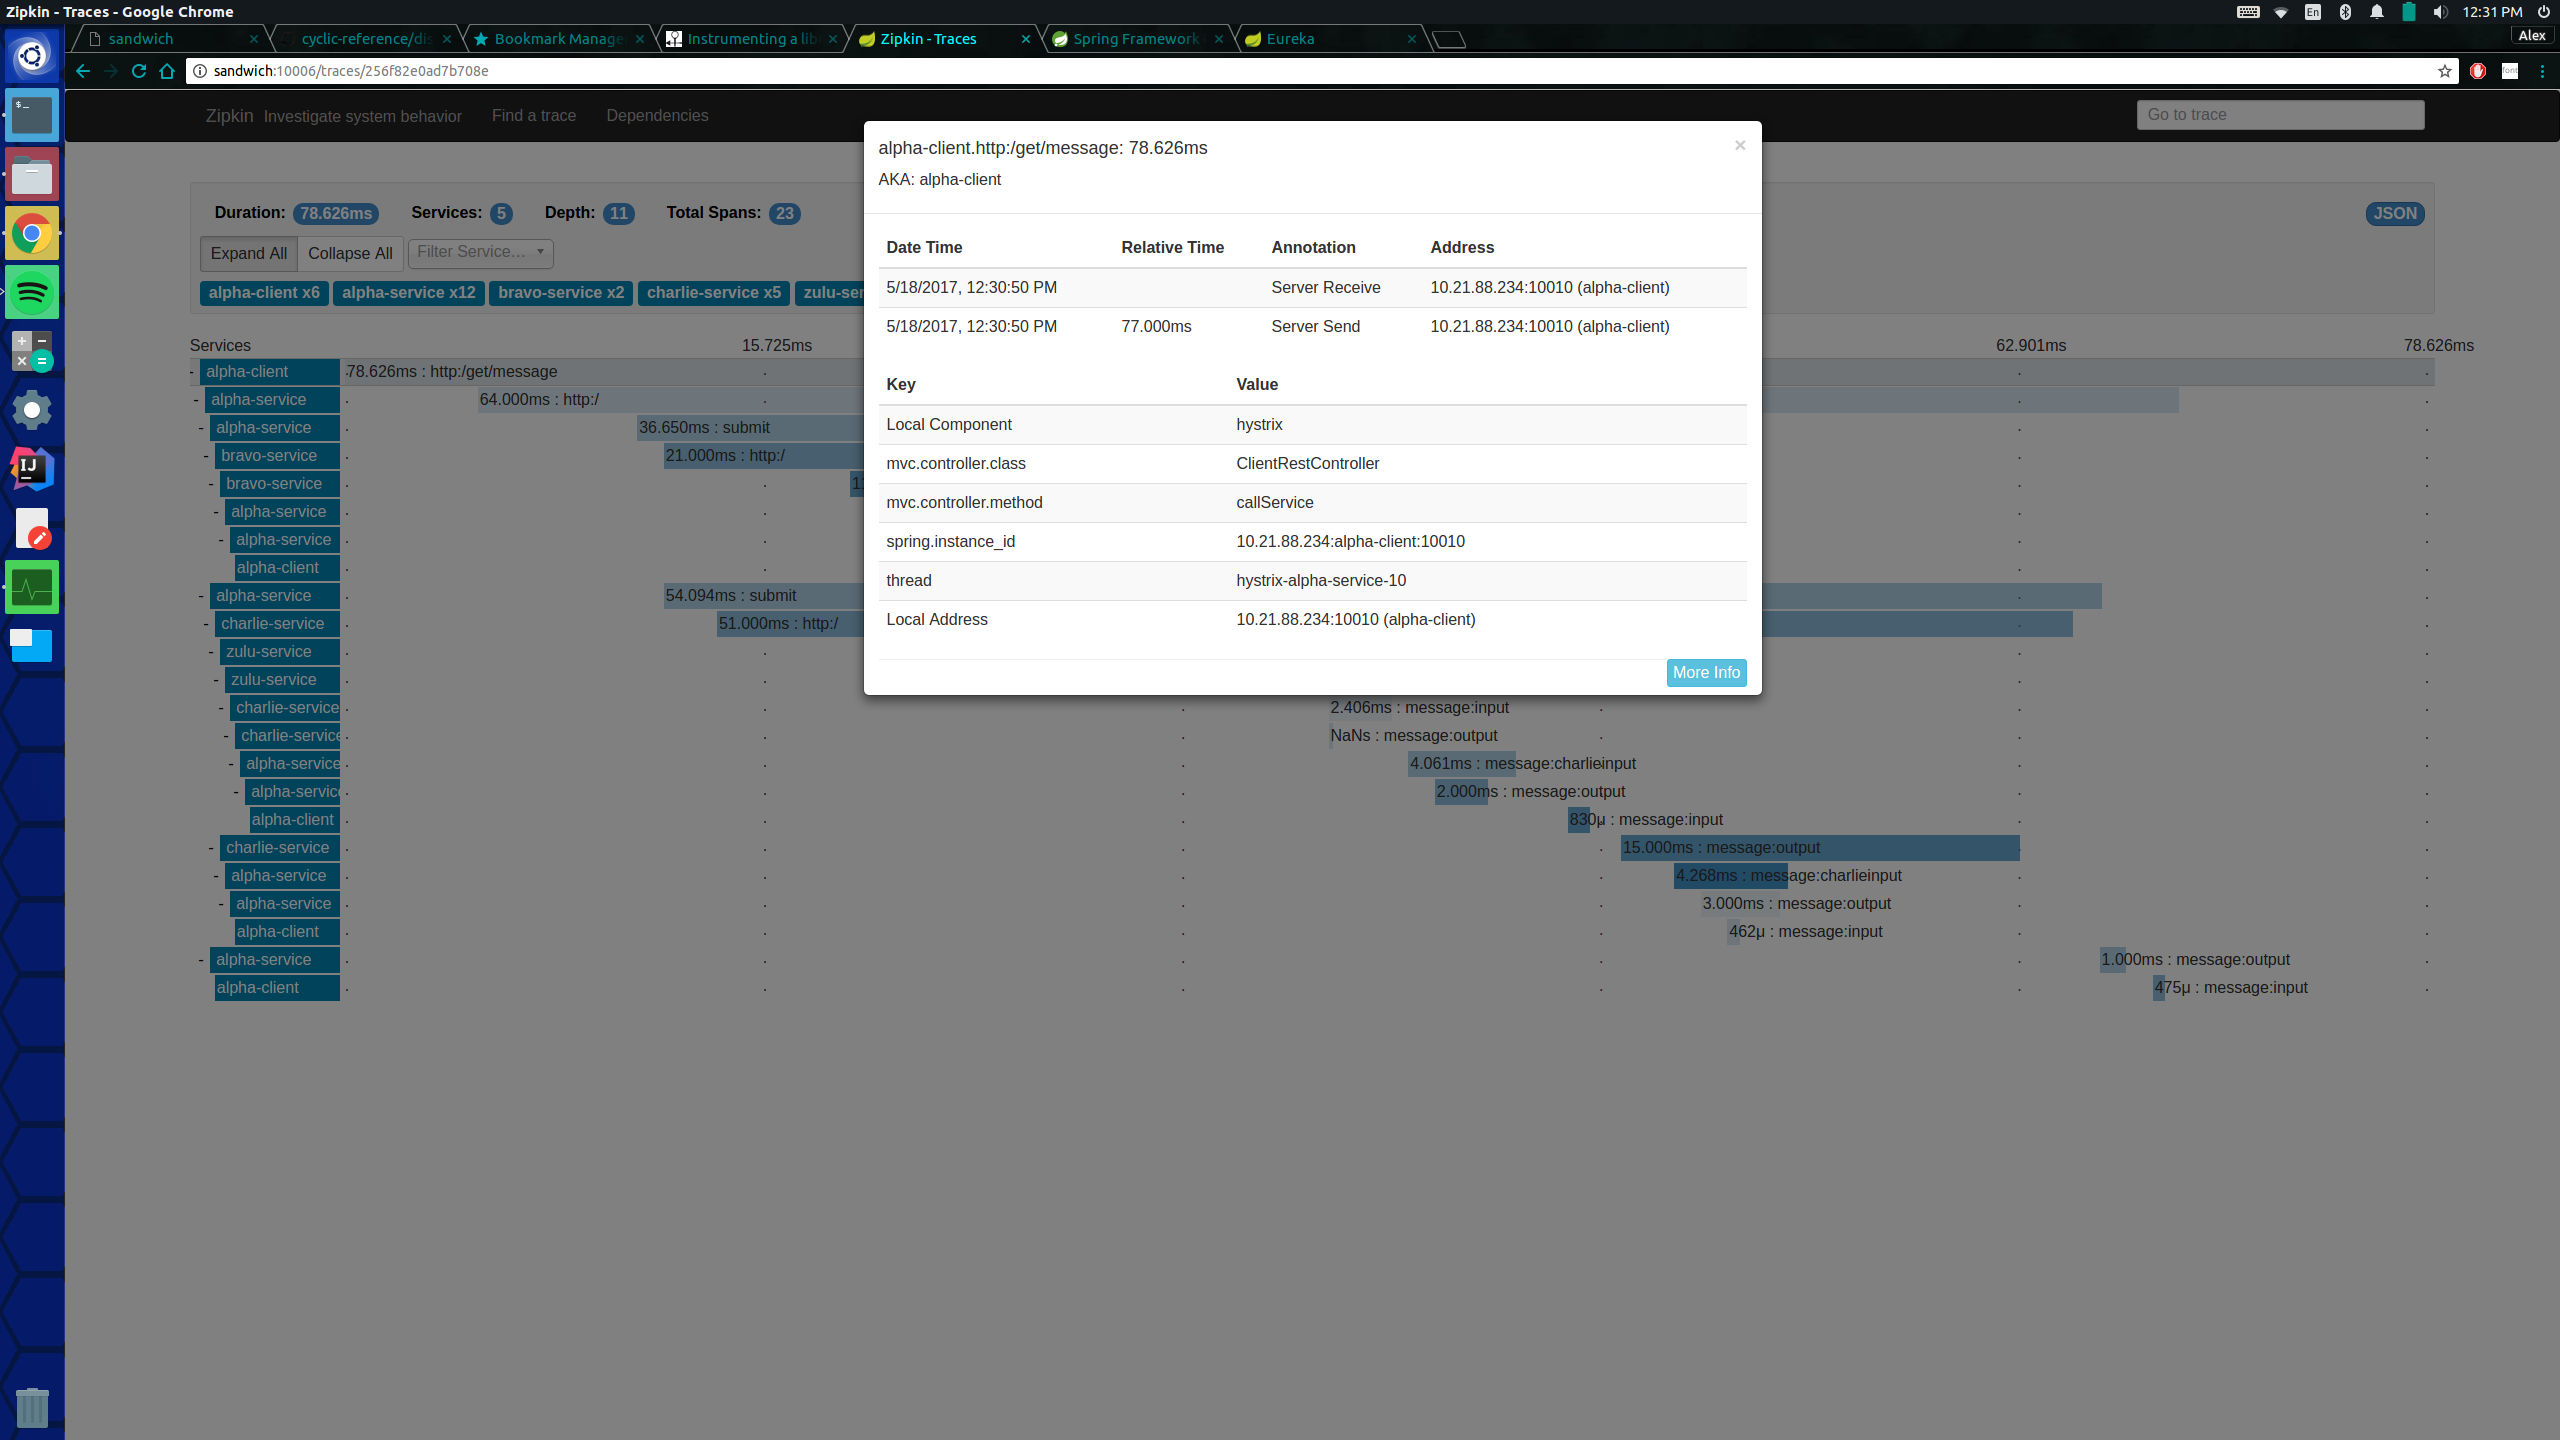 Zipkin - Traces - Google Chrome
En
12:31 PM
sandwich
cyclic-reference/dis
Bookmark Manage
Instrumenting a lib
Zipkin - Traces
Spring Framework
Eureka
Alex
sandwich:10006/traces/256f82e0ad7b708e
Zipkin Investigate system behavior Find a trace Dependencies Go to trace
alpha-client.http:/get/message: 78.626ms ×
AKA: alpha-client
Duration: 78.626ms Services: 5 Depth: 11 Total Spans: 23 JSON
Expand All Collapse All Filter Service...
alpha-client x6 alpha-service x12 bravo-service x2 charlie-service x5 zulu-ser
Date Time Relative Time Annotation Address
5/18/2017, 12:30:50 PM Server Receive 10.21.88.234:10010 (alpha-client)
5/18/2017, 12:30:50 PM 77.000ms Server Send 10.21.88.234:10010 (alpha-client)
Key Value
Local Component hystrix
mvc.controller.class ClientRestController
mvc.controller.method callService
spring.instance_id 10.21.88.234:alpha-client:10010
thread hystrix-alpha-service-10
Local Address 10.21.88.234:10010 (alpha-client)
More Info
Services 15.725ms 62.901ms 78.626ms
- alpha-client 78.626ms : http:/get/message
- alpha-service 64.000ms : http:/
- alpha-service 36.650ms : submit
- bravo-service 21.000ms : http:/
- bravo-service
- alpha-service
- alpha-service
alpha-client
- alpha-service 54.094ms : submit
- charlie-service 51.000ms : http:/
- zulu-service
- zulu-service
- charlie-service 2.406ms : message:input
- charlie-service NaNs : message:output
- alpha-service 4.061ms : message:charlieinput
- alpha-servic 2.000ms : message:output
alpha-client 830μ : message:input
- charlie-service 15.000ms : message:output
- alpha-service 4.268ms : message:charlieinput
- alpha-service 3.000ms : message:output
alpha-client 462μ : message:input
- alpha-service 1.000ms : message:output
alpha-client 475μ : message:input